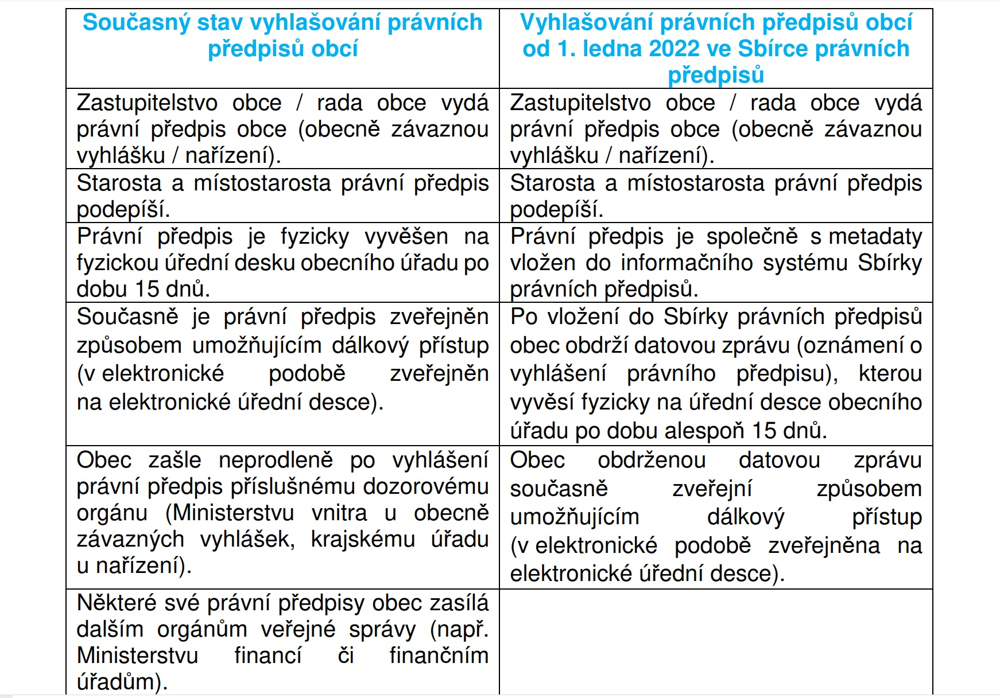 Současný stav vyhlašování právních
předpisů obcí
Vyhlašování právních předpisů obcí
od 1. ledna 2022 ve Sbírce právních
předpisů
Zastupitelstvo obce / rada obce vydá
právní předpis obce (obecně závaznou
vyhlášku / nařízení).
Zastupitelstvo obce / rada obce vydá
právní předpis obce (obecně závaznou
vyhlášku / nařízení).
Starosta a místostarosta právní předpis
podepíší.
Starosta a místostarosta právní předpis
podepíší.
Právní předpis je fyzicky vyvěšen na
fyzickou úřední desku obecního úřadu po
dobu 15 dnů.
Právní předpis je společně s metadaty
vložen do informačního systému Sbírky
právních předpisů.
Současně je právní předpis zveřejněn
způsobem umožňujícím dálkový přístup
(v elektronické podobě zveřejněn
na elektronické úřední desce).
Po vložení do Sbírky právních předpisů
obec obdrží datovou zprávu (oznámení o
vyhlášení právního předpisu), kterou
vyvěsí fyzicky na úřední desce obecního
úřadu po dobu alespoň 15 dnů.
Obec zašle neprodleně po vyhlášení
právní předpis příslušnému dozorovému
orgánu (Ministerstvu vnitra u obecně
závazných vyhlášek, krajskému úřadu
u nařízení).
Obec obdrženou datovou zprávu
současně zveřejní způsobem
umožňujícím dálkový přístup
(v elektronické podobě zveřejněna na
elektronické úřední desce).
Některé své právní předpisy obec zasílá
dalším orgánům veřejné správy (např.
Ministerstvu financí či finančním
úřadům).